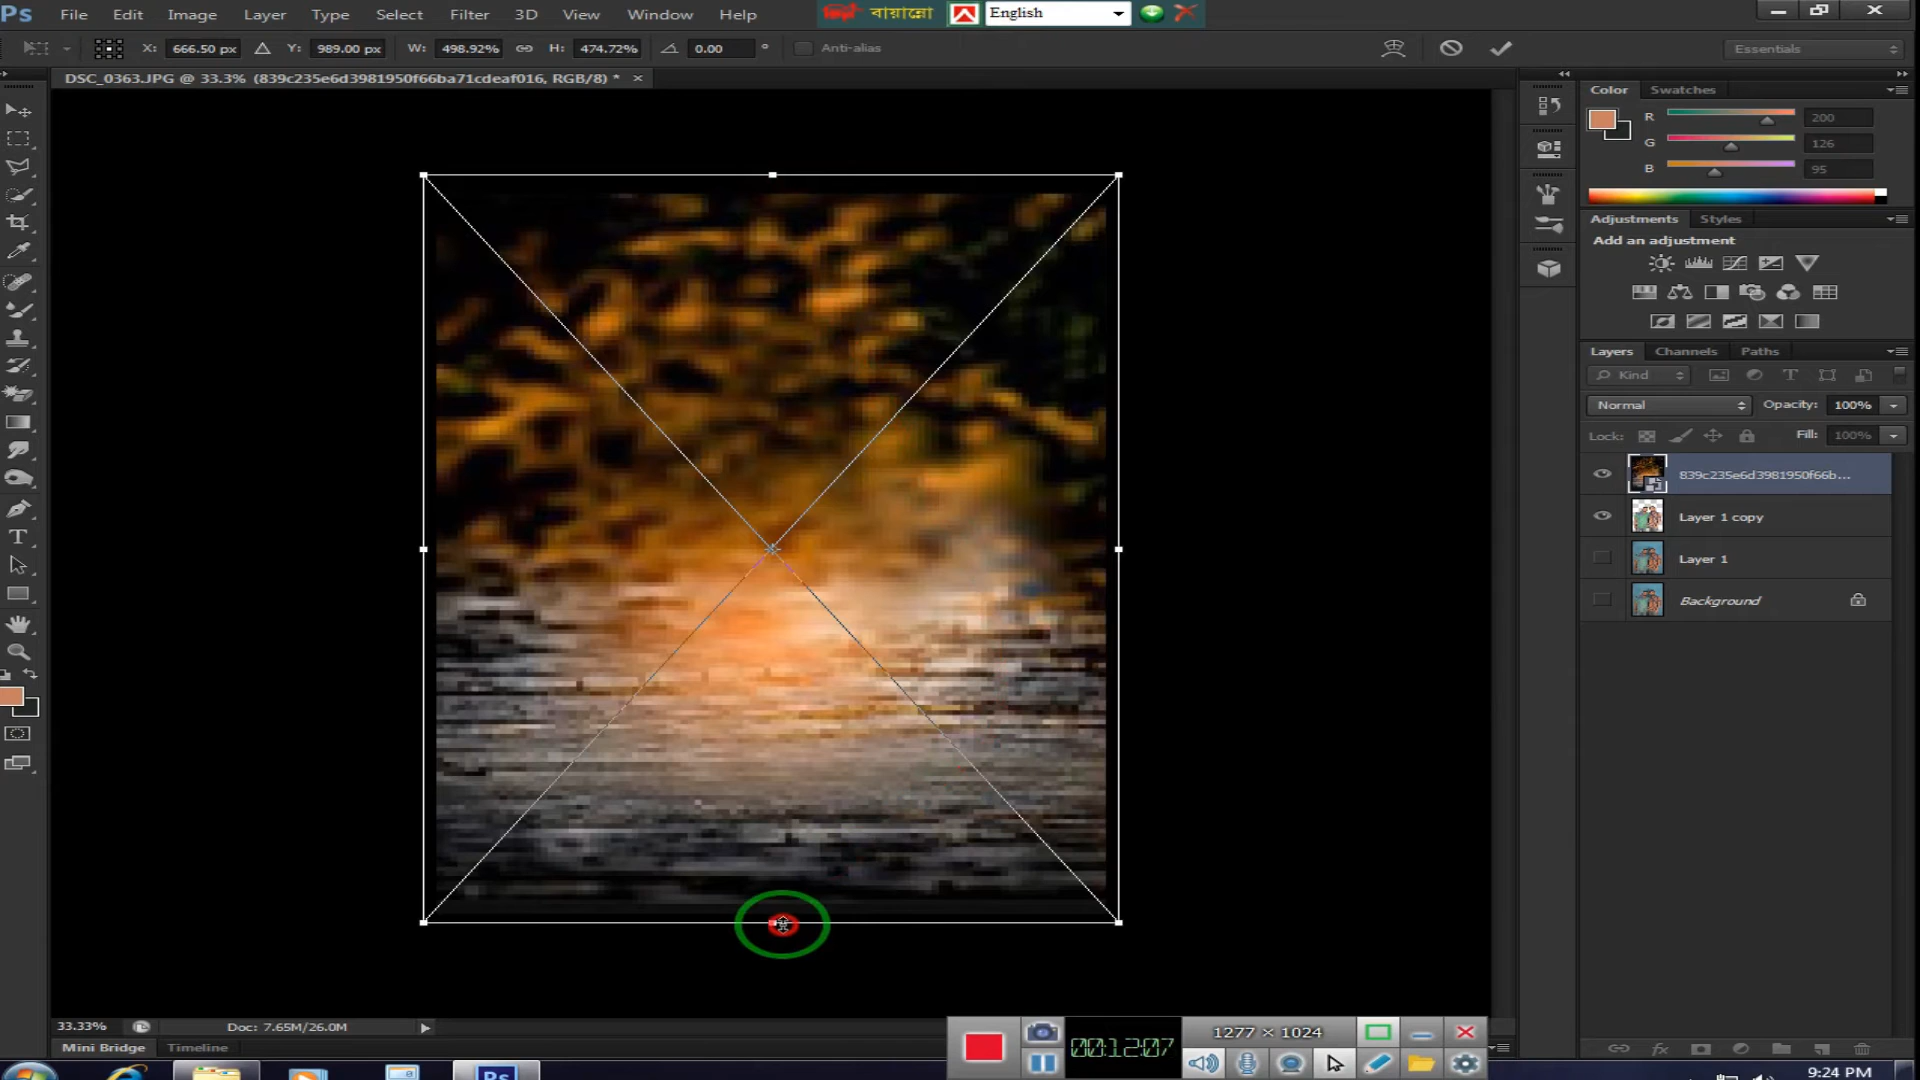 Ps File Edit Image Layer Type Select Filter 3D View Window Help বায়ান্নো English
X: 666.50 px Y: 989.00 px W: 498.92% H: 474.72% 0.00 ° Anti-alias Essentials
DSC_0363.JPG @ 33.3% (839c235e6d3981950f66ba71cdeaf016, RGB/8) * ×
Color Swatches
R 200
G 126
B 95
Adjustments Styles
Add an adjustment
Layers Channels Paths
Kind
Normal Opacity: 100%
Lock: Fill: 100%
839c235e6d3981950f66b...
Layer 1 copy
Layer 1
Background
33.33% Doc: 7.65M/26.0M
Mini Bridge Timeline
00:12:07
1277 × 1024
Ps
9:24 PM